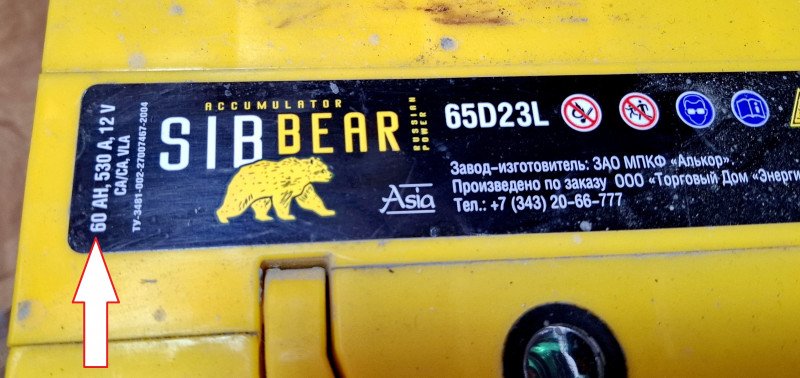 60 AH, 530 A, 12 V
CA/CA, VLA
ТУ-3481-002-27007467-2004
ACCUMULATOR
SIBBEAR
RUSSIAN
POWER
Asia
65D23L
Завод-изготовитель: ЗАО МПКФ «Алькор».
Произведено по заказу ООО «Торговый Дом «Энерги
Тел.: +7 (343) 20-66-777